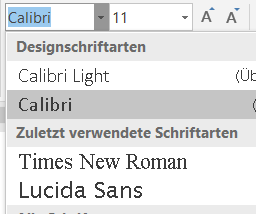 Calibri 11 A A
Designschriftarten
Calibri Light (Üb
Calibri (
Zuletzt verwendete Schriftarten
Times New Roman
Lucida Sans